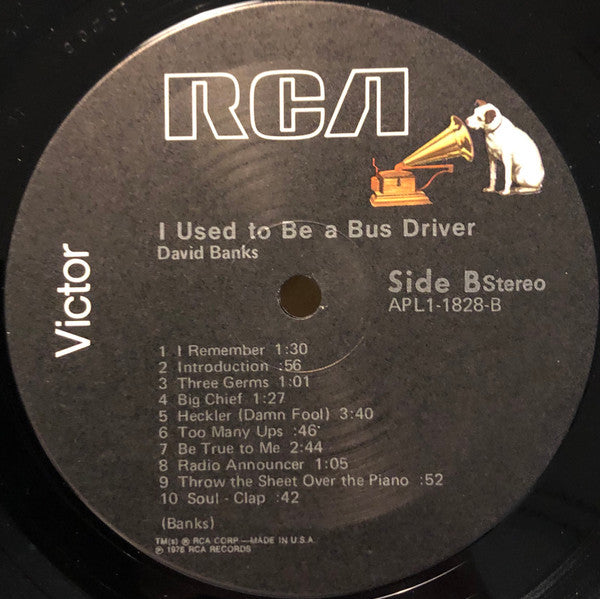 RCA
Victor
I Used to Be a Bus Driver
David Banks
Side B Stereo
APL1-1828-B
1 I Remember 1:30
2 Introduction :56
3 Three Germs 1:01
4 Big Chief 1:27
5 Heckler (Damn Fool) 3:40
6 Too Many Ups :46
7 Be True to Me 2:44
8 Radio Announcer 1:05
9 Throw the Sheet Over the Piano :52
10 Soul - Clap :42
(Banks)
TM(s) ® RCA CORP—MADE IN U.S.A.
℗ 1976 RCA RECORDS